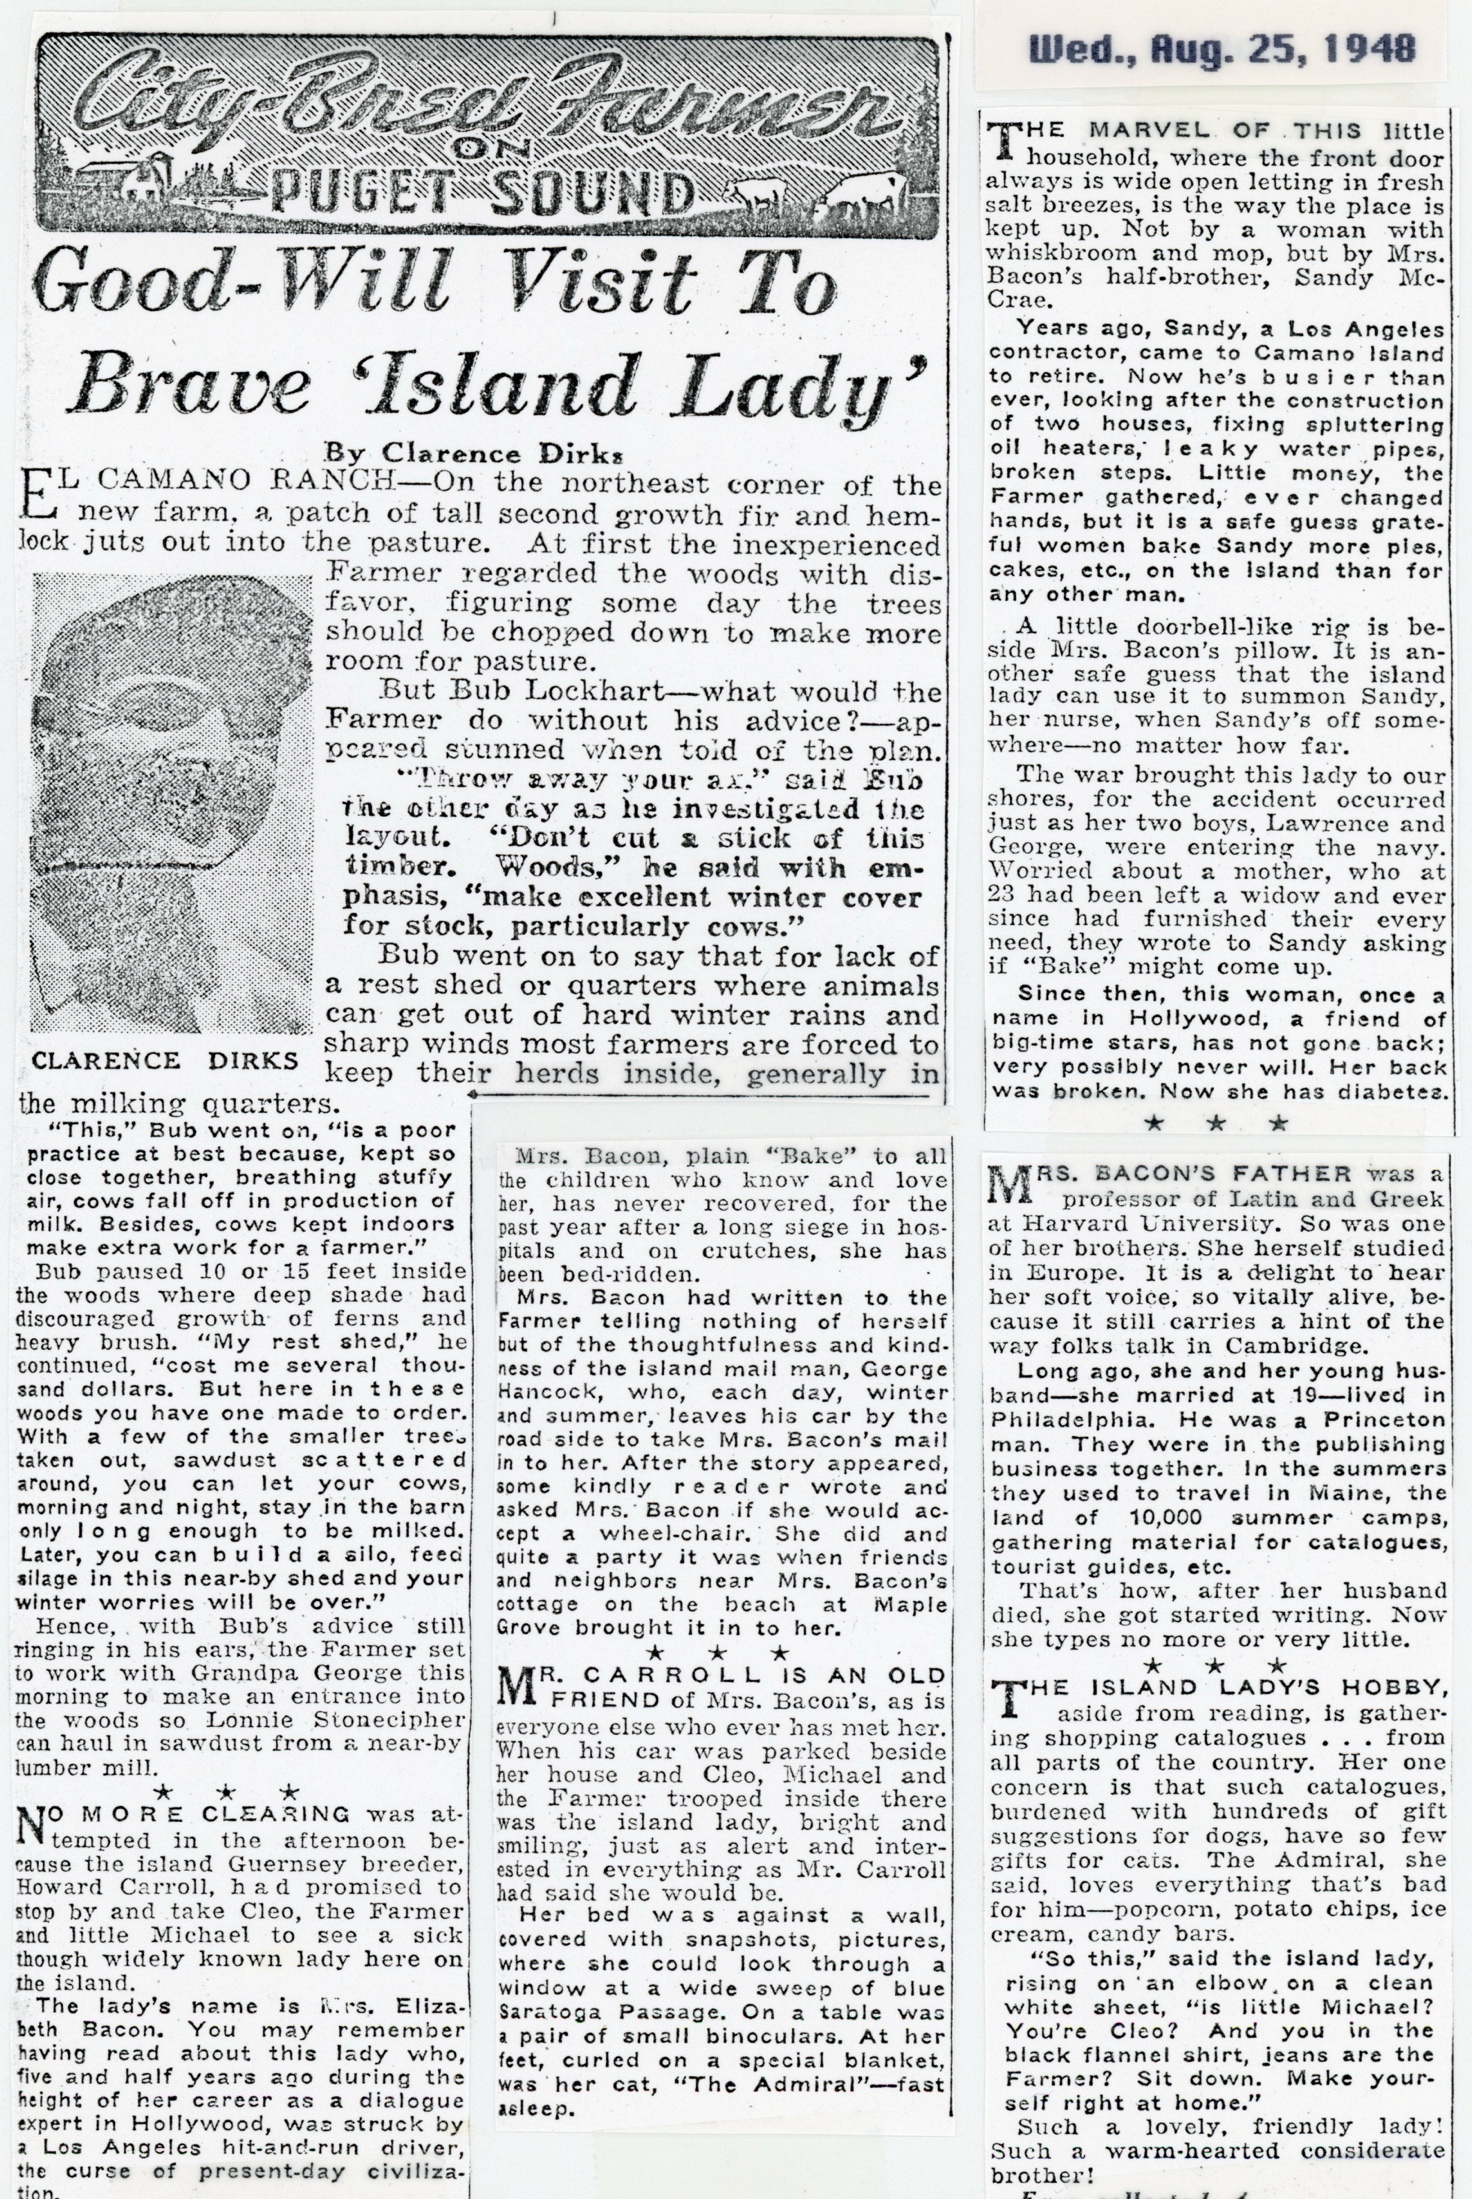 City-Bred Farmer
ON
PUGET SOUND
Good-Will Visit To
Brave ‘Island Lady’
By Clarence Dirks
EL CAMANO RANCH—On the northeast corner of the
new farm, a patch of tall second growth fir and hem-
lock juts out into the pasture. At first the inexperienced
Farmer regarded the woods with dis-
favor, figuring some day the trees
should be chopped down to make more
room for pasture.
But Bub Lockhart—what would the
Farmer do without his advice?—ap-
peared stunned when told of the plan.
“Throw away your ax,” said Bub
the other day as he investigated the
layout. “Don’t cut a stick of this
timber. Woods,” he said with em-
phasis, “make excellent winter cover
for stock, particularly cows.”
Bub went on to say that for lack of
a rest shed or quarters where animals
can get out of hard winter rains and
sharp winds most farmers are forced to
keep their herds inside, generally in
CLARENCE DIRKS
the milking quarters.
“This,” Bub went on, “is a poor
practice at best because, kept so
close together, breathing stuffy
air, cows fall off in production of
milk. Besides, cows kept indoors
make extra work for a farmer.”
Bub paused 10 or 15 feet inside
the woods where deep shade had
discouraged growth of ferns and
heavy brush. “My rest shed,” he
continued, “cost me several thou-
sand dollars. But here in these
woods you have one made to order.
With a few of the smaller trees
taken out, sawdust scattered
around, you can let your cows,
morning and night, stay in the barn
only long enough to be milked.
Later, you can build a silo, feed
silage in this near-by shed and your
winter worries will be over.”
Hence, with Bub’s advice still
ringing in his ears, the Farmer set
to work with Grandpa George this
morning to make an entrance into
the woods so Lonnie Stonecipher
can haul in sawdust from a near-by
lumber mill.
★ ★ ★
NO MORE CLEARING was at-
tempted in the afternoon be-
cause the island Guernsey breeder,
Howard Carroll, had promised to
stop by and take Cleo, the Farmer
and little Michael to see a sick
though widely known lady here on
the island.
The lady’s name is Mrs. Eliza-
beth Bacon. You may remember
having read about this lady who,
five and half years ago during the
height of her career as a dialogue
expert in Hollywood, was struck by
a Los Angeles hit-and-run driver,
the curse of present-day civiliza-
tion.
Mrs. Bacon, plain “Bake” to all
the children who know and love
her, has never recovered, for the
past year after a long siege in hos-
pitals and on crutches, she has
been bed-ridden.
Mrs. Bacon had written to the
Farmer telling nothing of herself
but of the thoughtfulness and kind-
ness of the island mail man, George
Hancock, who, each day, winter
and summer, leaves his car by the
road side to take Mrs. Bacon’s mail
in to her. After the story appeared,
some kindly reader wrote and
asked Mrs. Bacon if she would ac-
cept a wheel-chair. She did and
quite a party it was when friends
and neighbors near Mrs. Bacon’s
cottage on the beach at Maple
Grove brought it in to her.
★ ★ ★
MR. CARROLL IS AN OLD
FRIEND of Mrs. Bacon’s, as is
everyone else who ever has met her.
When his car was parked beside
her house and Cleo, Michael and
the Farmer trooped inside there
was the island lady, bright and
smiling, just as alert and inter-
ested in everything as Mr. Carroll
had said she would be.
Her bed was against a wall,
covered with snapshots, pictures,
where she could look through a
window at a wide sweep of blue
Saratoga Passage. On a table was
a pair of small binoculars. At her
feet, curled on a special blanket,
was her cat, “The Admiral”—fast
asleep.
Wed., Aug. 25, 1948
THE MARVEL OF THIS little
household, where the front door
always is wide open letting in fresh
salt breezes, is the way the place is
kept up. Not by a woman with
whiskbroom and mop, but by Mrs.
Bacon’s half-brother, Sandy Mc-
Crae.
Years ago, Sandy, a Los Angeles
contractor, came to Camano Island
to retire. Now he’s busier than
ever, looking after the construction
of two houses, fixing spluttering
oil heaters, leaky water pipes,
broken steps. Little money, the
Farmer gathered, ever changed
hands, but it is a safe guess grate-
ful women bake Sandy more pies,
cakes, etc., on the island than for
any other man.
A little doorbell-like rig is be-
side Mrs. Bacon’s pillow. It is an-
other safe guess that the island
lady can use it to summon Sandy,
her nurse, when Sandy’s off some-
where—no matter how far.
The war brought this lady to our
shores, for the accident occurred
just as her two boys, Lawrence and
George, were entering the navy.
Worried about a mother, who at
23 had been left a widow and ever
since had furnished their every
need, they wrote to Sandy asking
if “Bake” might come up.
Since then, this woman, once a
name in Hollywood, a friend of
big-time stars, has not gone back;
very possibly never will. Her back
was broken. Now she has diabetes.
★ ★ ★
MRS. BACON’S FATHER was a
professor of Latin and Greek
at Harvard University. So was one
of her brothers. She herself studied
in Europe. It is a delight to hear
her soft voice, so vitally alive, be-
cause it still carries a hint of the
way folks talk in Cambridge.
Long ago, she and her young hus-
band—she married at 19—lived in
Philadelphia. He was a Princeton
man. They were in the publishing
business together. In the summers
they used to travel in Maine, the
land of 10,000 summer camps,
gathering material for catalogues,
tourist guides, etc.
That’s how, after her husband
died, she got started writing. Now
she types no more or very little.
★ ★ ★
THE ISLAND LADY’S HOBBY,
aside from reading, is gather-
ing shopping catalogues . . . from
all parts of the country. Her one
concern is that such catalogues,
burdened with hundreds of gift
suggestions for dogs, have so few
gifts for cats. The Admiral, she
said, loves everything that’s bad
for him—popcorn, potato chips, ice
cream, candy bars.
“So this,” said the island lady,
rising on an elbow on a clean
white sheet, “is little Michael?
You’re Cleo? And you in the
black flannel shirt, jeans are the
Farmer? Sit down. Make your-
self right at home.”
Such a lovely, friendly lady!
Such a warm-hearted considerate
brother!